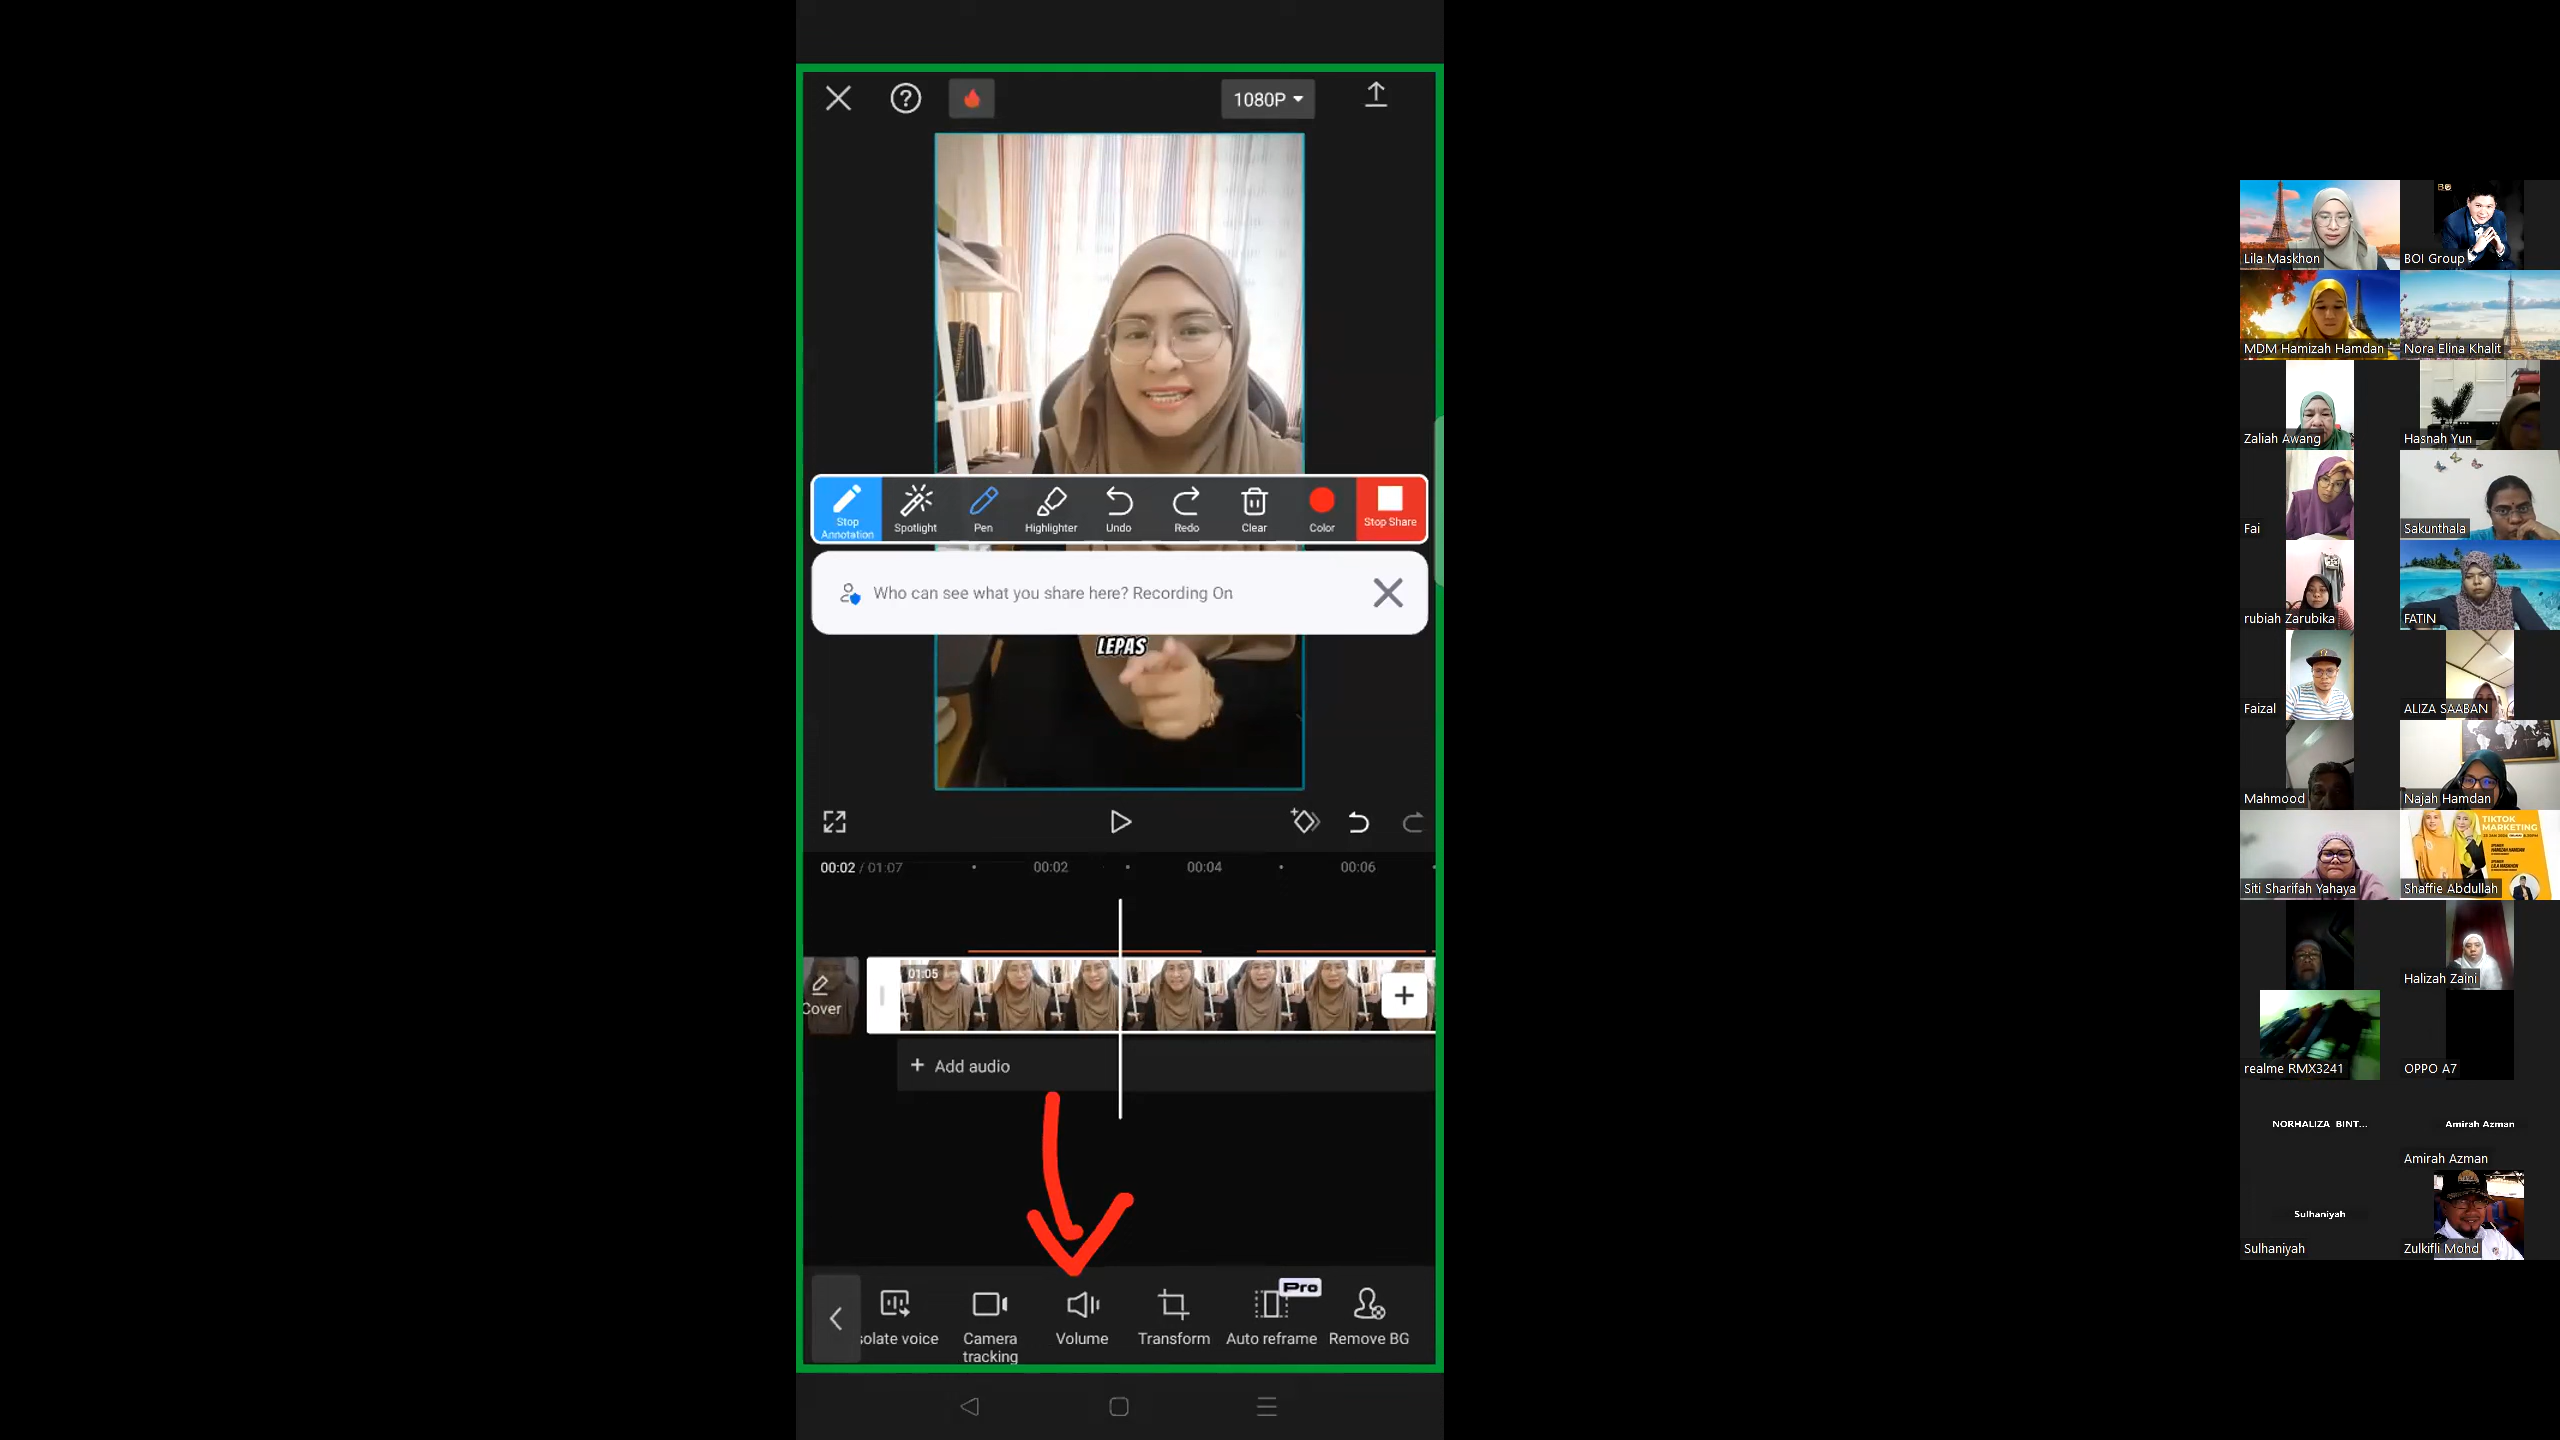 1080P
Stop
Annotation
Spotlight
Pen
Highlighter
Undo
Redo
Clear
Color
Stop Share
Who can see what you share here? Recording On
LEPAS
00:02 / 01:07
00:02
00:04
00:06
01:05
Cover
+ Add audio
solate voice
Camera
tracking
Volume
Transform
Auto reframe
Pro
Remove BG
Lila Maskhon
BOI Group
MDM Hamizah Hamdan
Nora Elina Khalit
Zaliah Awang
Hasnah Yun
Fai
Sakunthala
rubiah Zarubika
FATIN
Faizal
ALIZA SAABAN
Mahmood
Najah Hamdan
Siti Sharifah Yahaya
TIKTOK
MARKETING
Shaffie Abdullah
Halizah Zaini
realme RMX3241
OPPO A7
NORHALIZA BINT...
Amirah Azman
Amirah Azman
Sulhaniyah
Sulhaniyah
Zulkifli Mohd